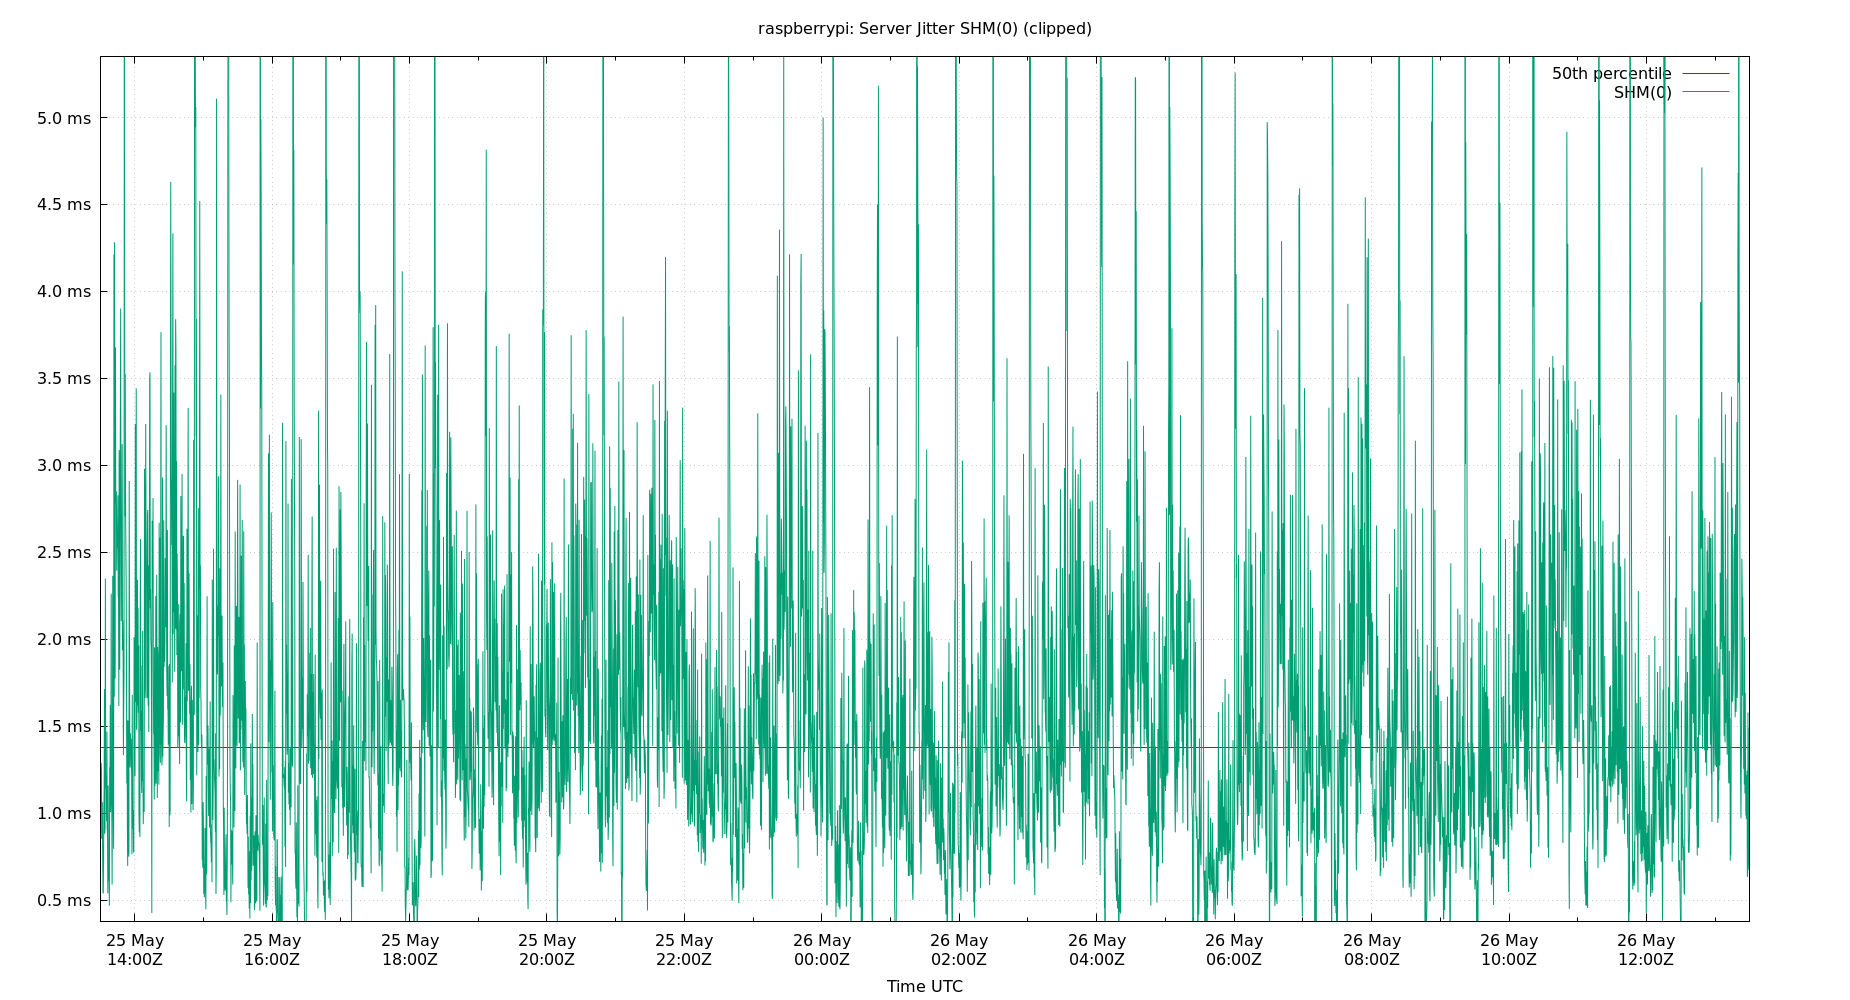 raspberrypi: Server Jitter SHM(0) (clipped)
50th percentile
SHM(0)
5.0 ms
4.5 ms
4.0 ms
3.5 ms
3.0 ms
2.5 ms
2.0 ms
1.5 ms
1.0 ms
0.5 ms
25 May 25 May 25 May 25 May 25 May 26 May 26 May 26 May 26 May 26 May 26 May 26 May
14:00Z 16:00Z 18:00Z 20:00Z 22:00Z 00:00Z 02:00Z 04:00Z 06:00Z 08:00Z 10:00Z 12:00Z
Time UTC